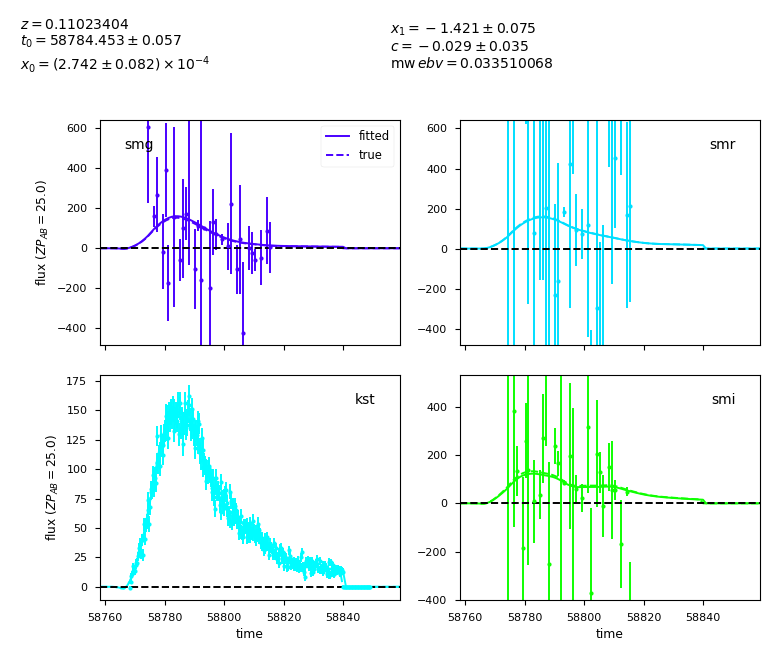 z = 0.11023404
t₀ = 58784.453 ± 0.057
x₀ = (2.742 ± 0.082) × 10⁻⁴
x₁ = −1.421 ± 0.075
c = −0.029 ± 0.035
mwebv = 0.033510068
smg
fitted
true
600
400
200
0
−200
−400
flux (ZP_AB = 25.0)
smr
600
400
200
0
−200
−400
kst
175
150
125
100
75
50
25
0
flux (ZP_AB = 25.0)
58760 58780 58800 58820 58840
time
smi
400
200
0
−200
−400
58760 58780 58800 58820 58840
time